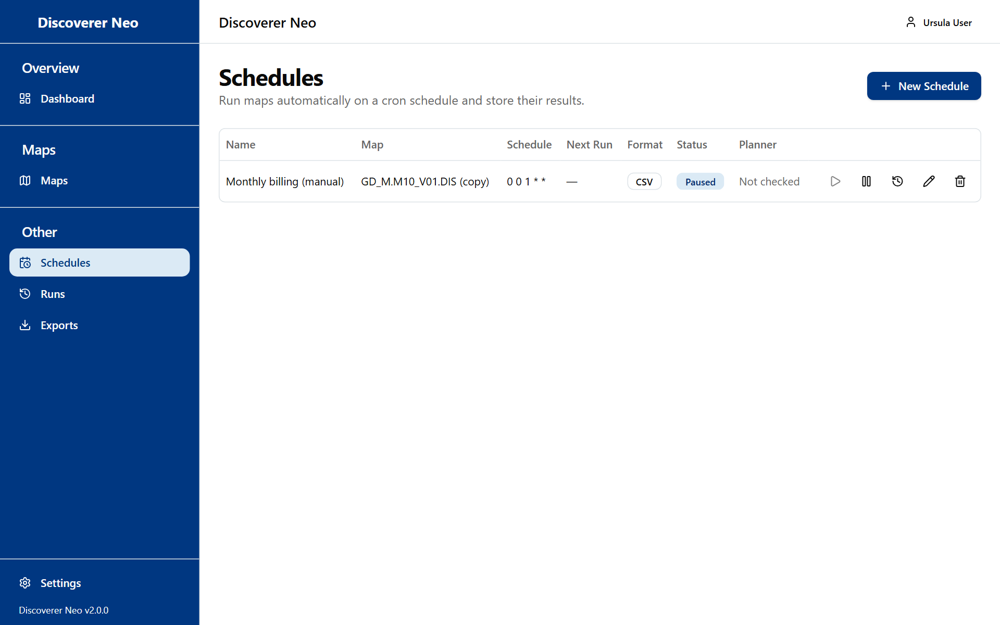 Discoverer Neo
Discoverer Neo
Ursula User
Overview
Dashboard
Maps
Maps
Other
Schedules
Runs
Exports
Settings
Discoverer Neo v2.0.0
Schedules
Run maps automatically on a cron schedule and store their results.
New Schedule
Name Map Schedule Next Run Format Status Planner
Monthly billing (manual) GD_M.M10_V01.DIS (copy) 0 0 1 * * — CSV Paused Not checked